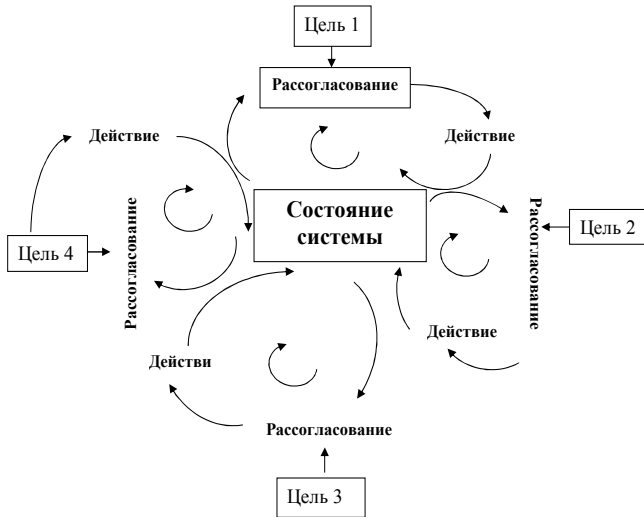 Цель 1
Рассогласование
Действие
Действие
Состояние
системы
Рассогласование
Цель 2
Цель 4
Рассогласование
Действие
Действи
Рассогласование
Цель 3